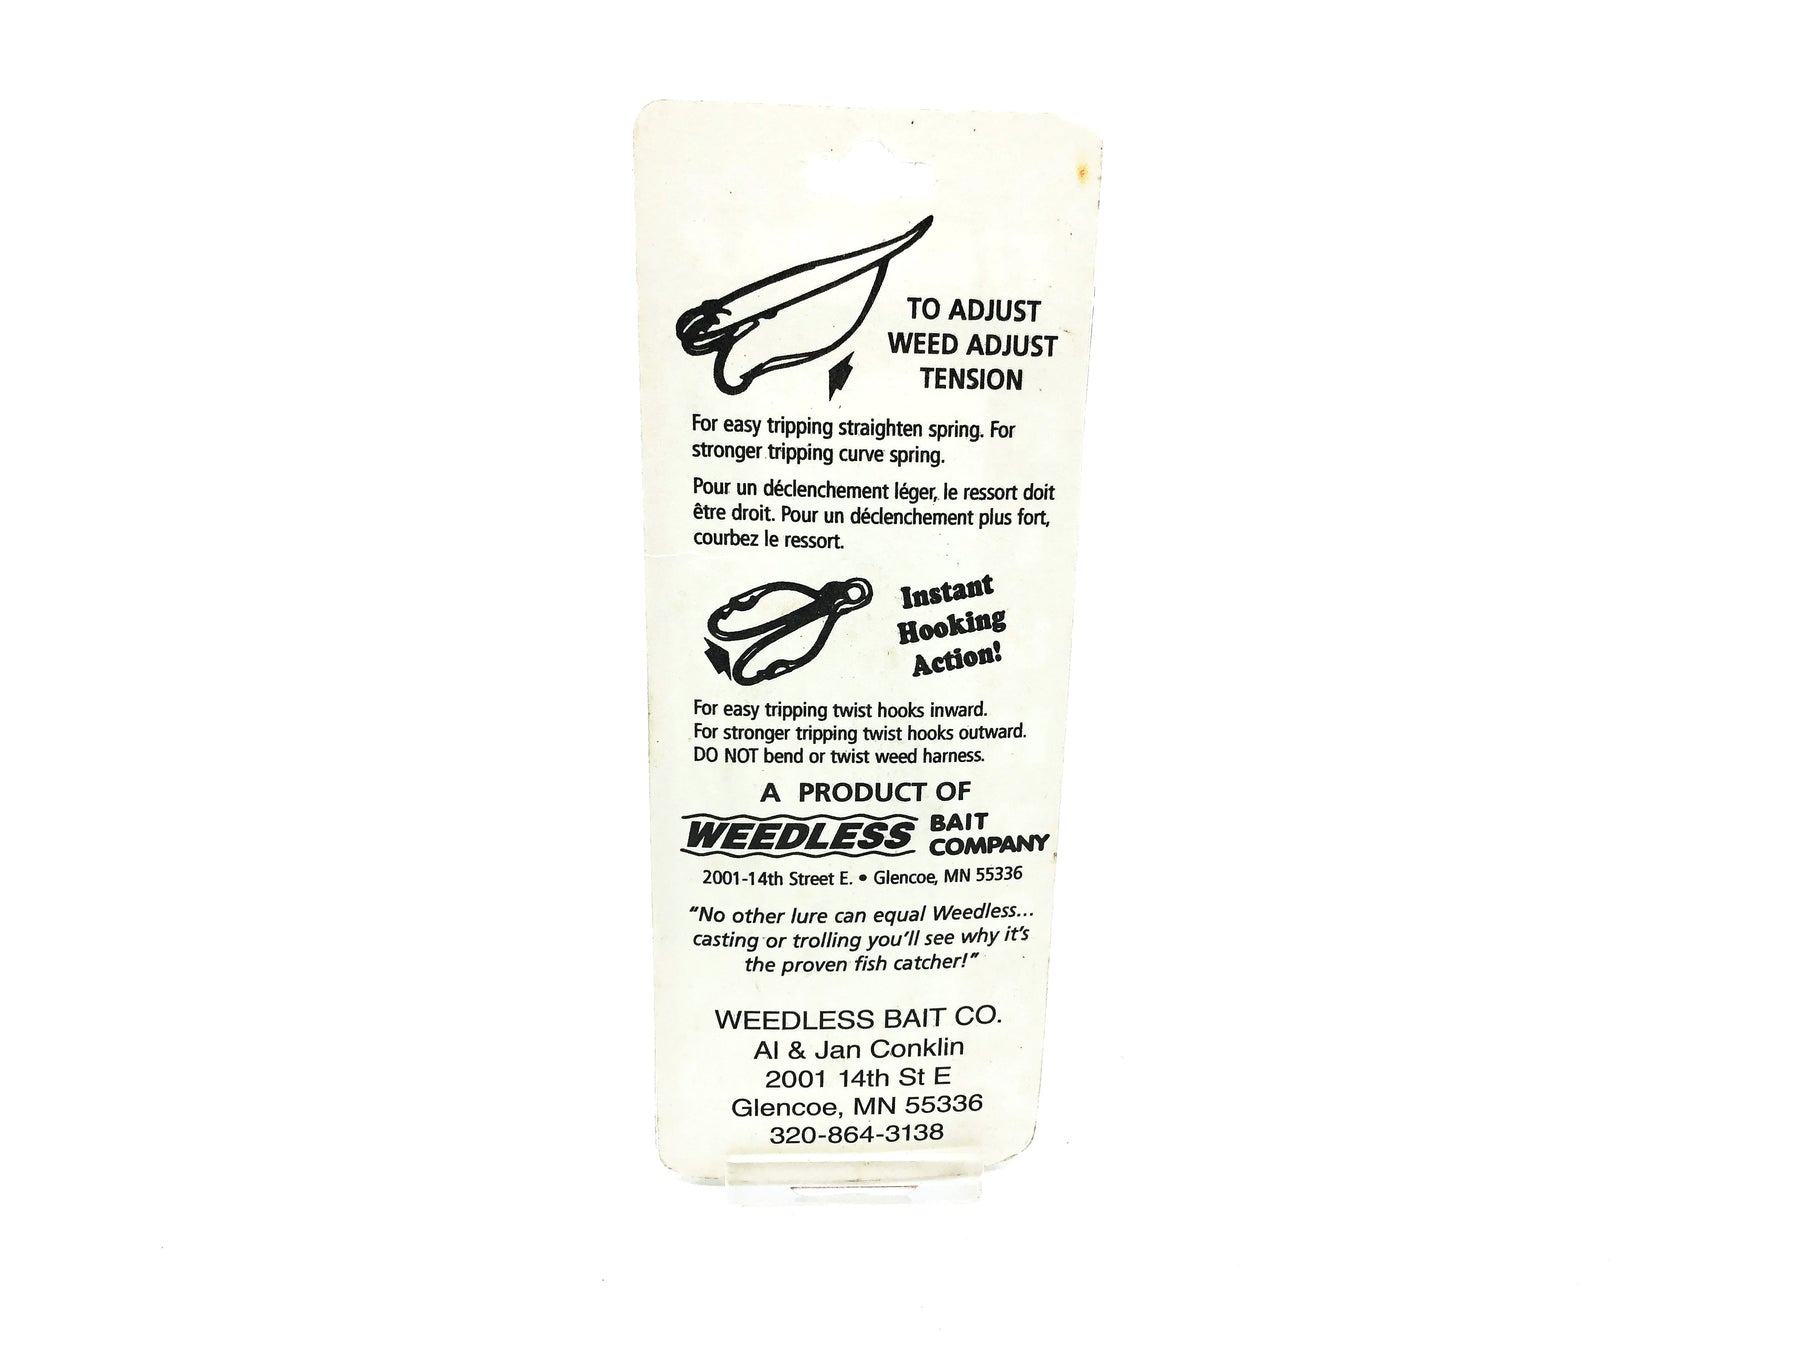 TO ADJUST
WEED ADJUST
TENSION
For easy tripping straighten spring. For
stronger tripping curve spring.
Pour un déclenchement léger, le ressort doit
être droit. Pour un déclenchement plus fort,
courbez le ressort.
Instant
Hooking
Action!
For easy tripping twist hooks inward.
For stronger tripping twist hooks outward.
DO NOT bend or twist weed harness.
A PRODUCT OF
WEEDLESS BAIT
COMPANY
2001-14th Street E. • Glencoe, MN 55336
"No other lure can equal Weedless...
casting or trolling you'll see why it's
the proven fish catcher!"
WEEDLESS BAIT CO.
Al & Jan Conklin
2001 14th St E
Glencoe, MN 55336
320-864-3138